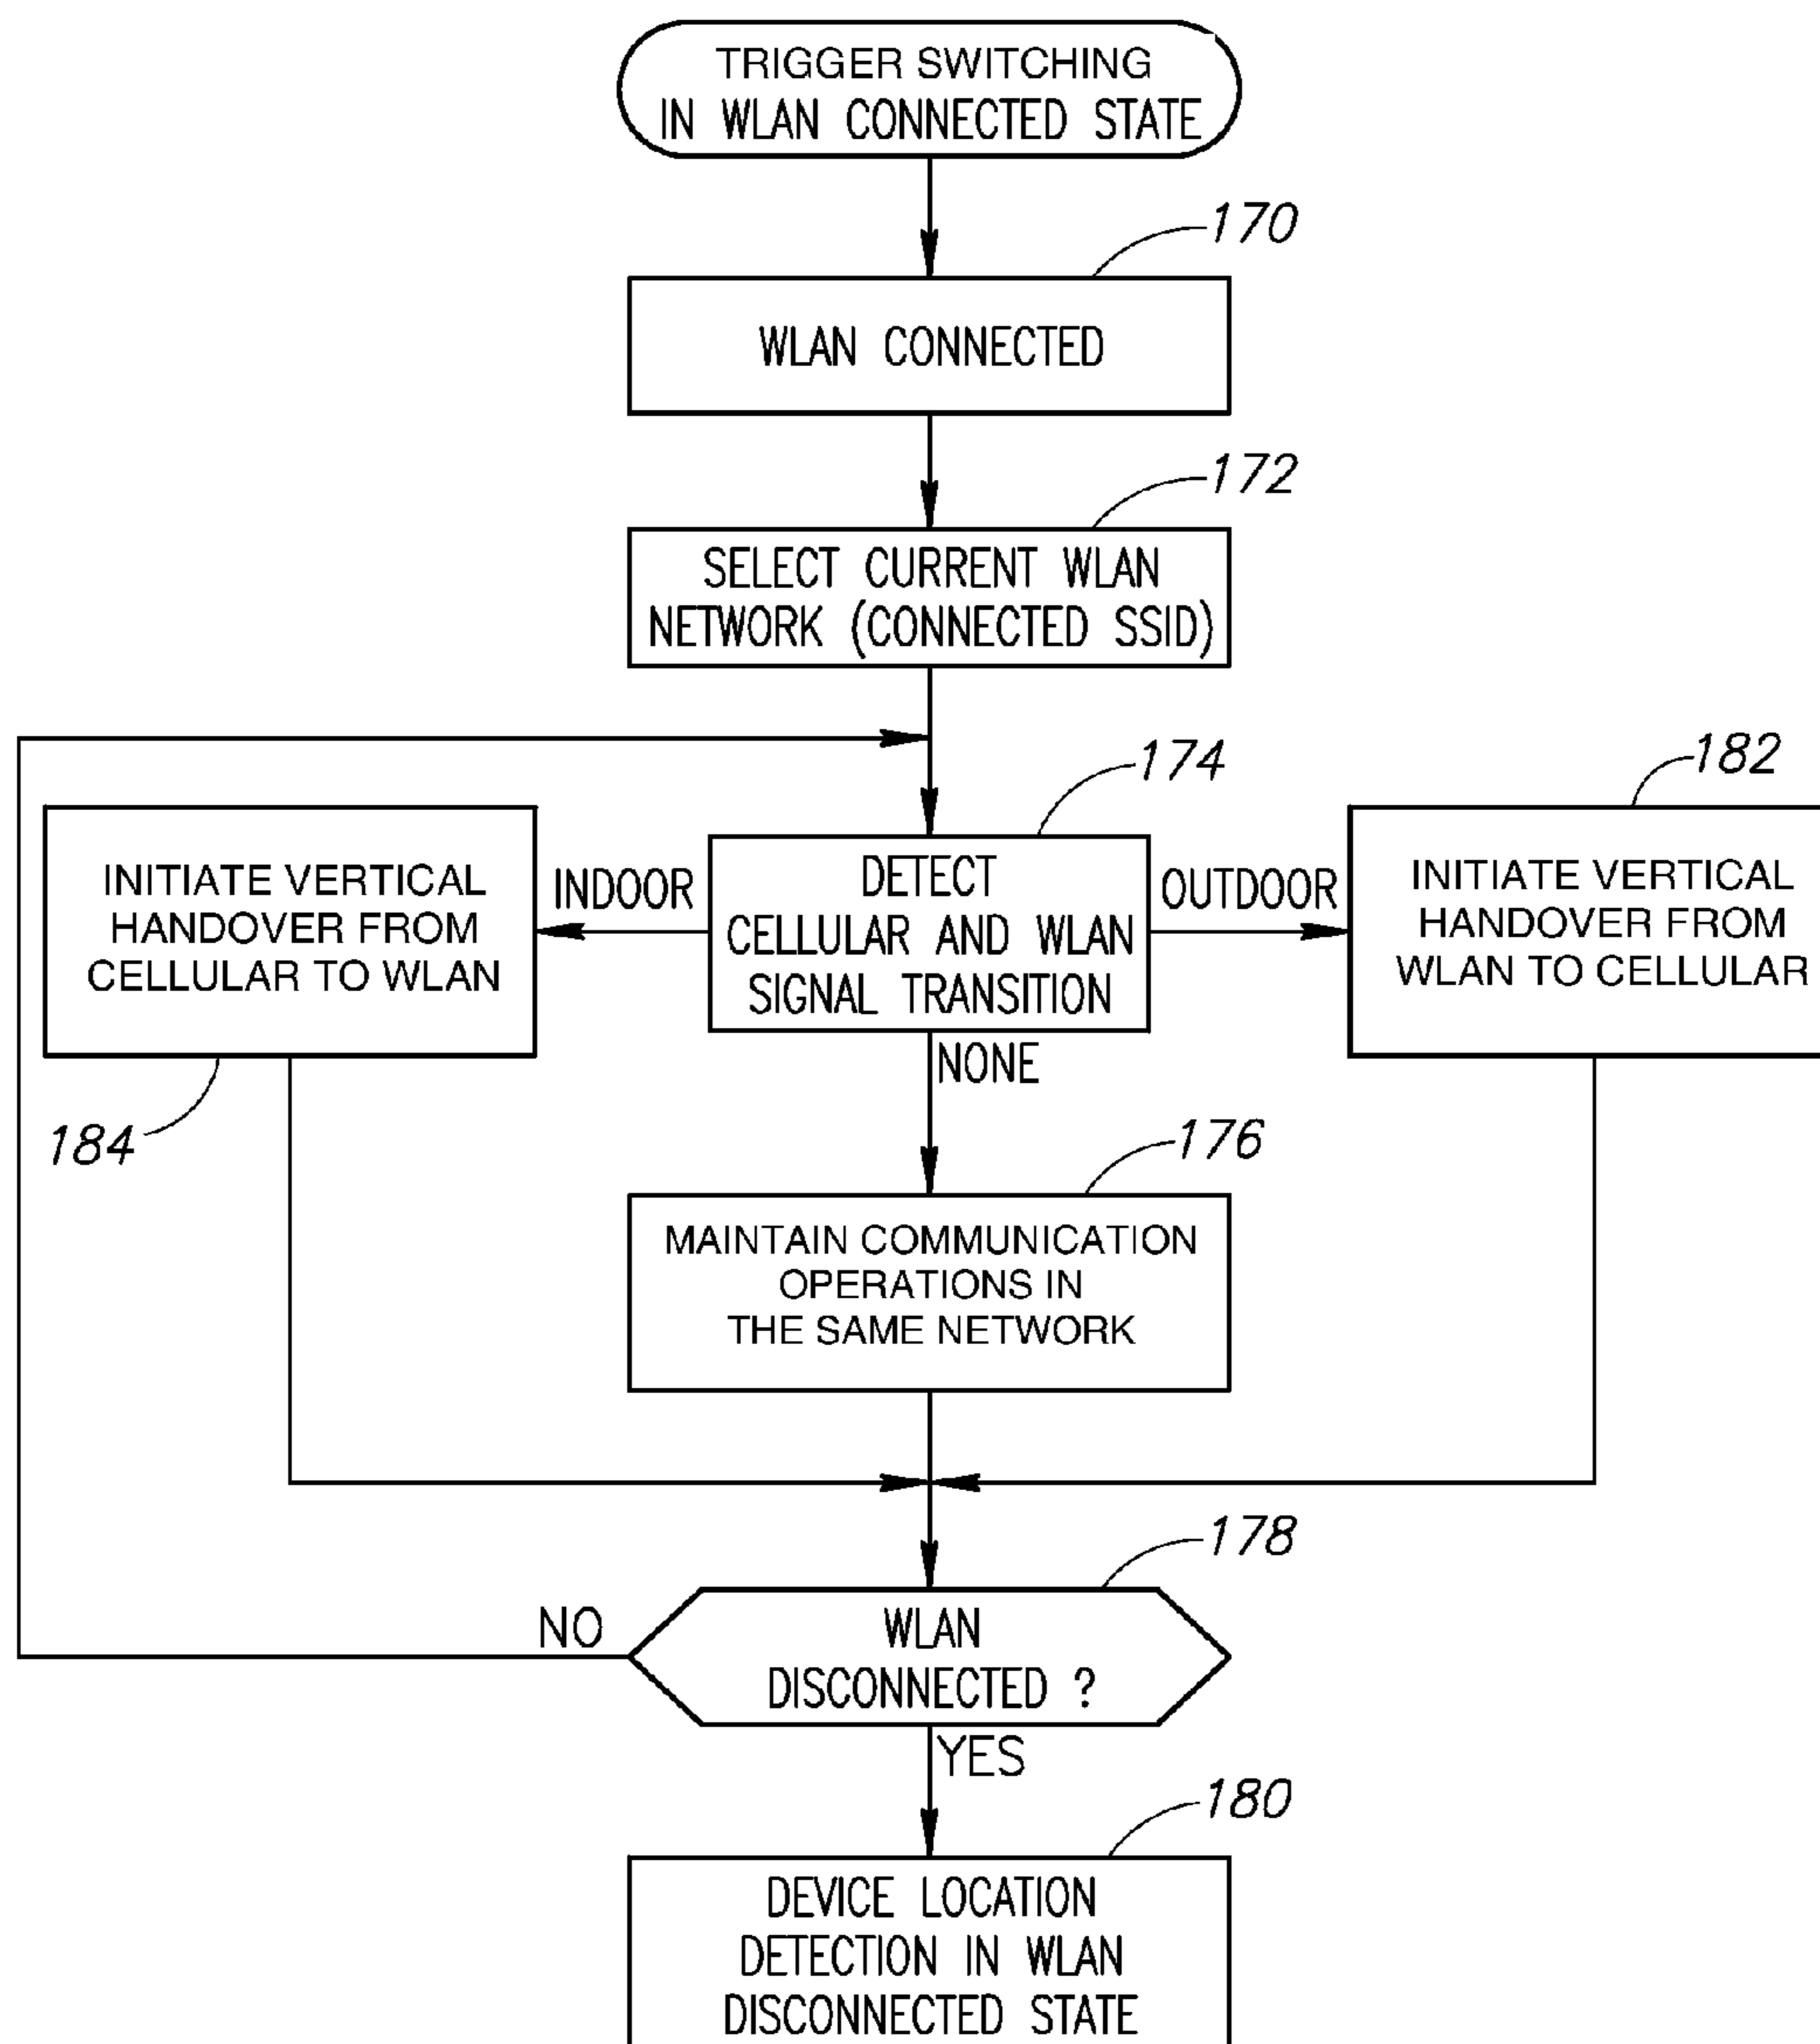 TRIGGER SWITCHING
IN WLAN CONNECTED STATE
170
WLAN CONNECTED
172
SELECT CURRENT WLAN
NETWORK (CONNECTED SSID)
174
182
INITIATE VERTICAL
HANDOVER FROM
CELLULAR TO WLAN
184
INDOOR
DETECT
CELLULAR AND WLAN
SIGNAL TRANSITION
OUTDOOR
INITIATE VERTICAL
HANDOVER FROM
WLAN TO CELLULAR
NONE
176
MAINTAIN COMMUNICATION
OPERATIONS IN
THE SAME NETWORK
178
NO
WLAN
DISCONNECTED ?
YES
180
DEVICE LOCATION
DETECTION IN WLAN
DISCONNECTED STATE